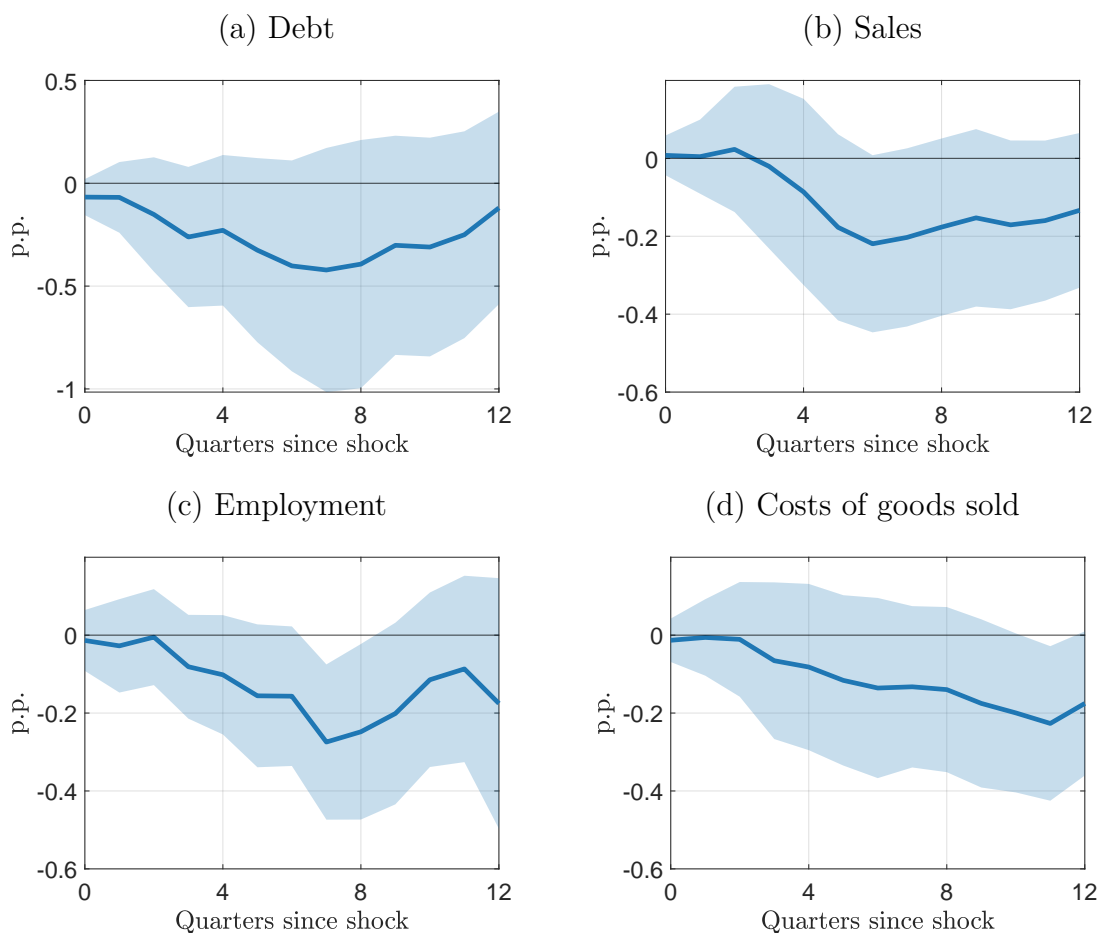 (a) Debt
0.5
0
-0.5
-1
p.p.
0 4 8 12
Quarters since shock
(b) Sales
0
-0.2
-0.4
-0.6
p.p.
0 4 8 12
Quarters since shock
(c) Employment
0
-0.2
-0.4
-0.6
p.p.
0 4 8 12
Quarters since shock
(d) Costs of goods sold
0
-0.2
-0.4
-0.6
p.p.
0 4 8 12
Quarters since shock